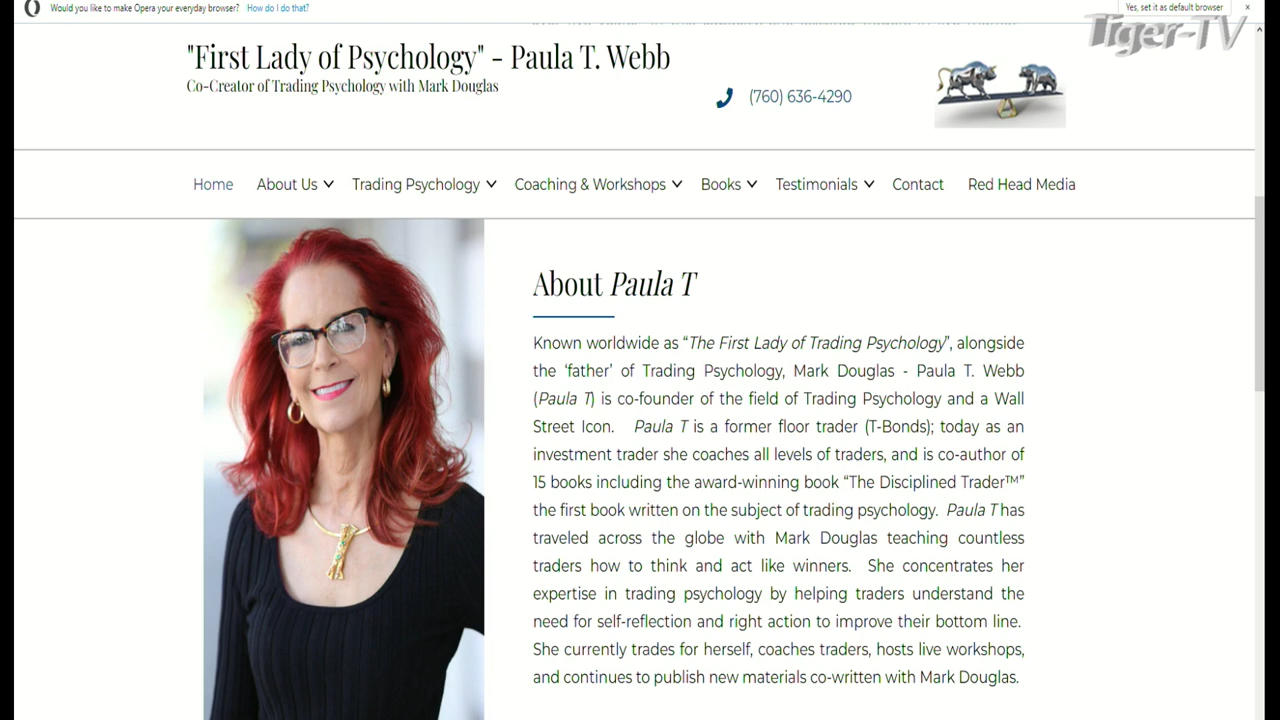 Would you like to make Opera your everyday browser? How do I do that? Yes, set it as default browser ×
Tiger-TV
"First Lady of Psychology" - Paula T. Webb
Co-Creator of Trading Psychology with Mark Douglas
(760) 636-4290
Home About Us Trading Psychology Coaching & Workshops Books Testimonials Contact Red Head Media
About Paula T
Known worldwide as “The First Lady of Trading Psychology”, alongside
the ‘father’ of Trading Psychology, Mark Douglas - Paula T. Webb
(Paula T) is co-founder of the field of Trading Psychology and a Wall
Street Icon. Paula T is a former floor trader (T-Bonds); today as an
investment trader she coaches all levels of traders, and is co-author of
15 books including the award-winning book “The Disciplined Trader™”
the first book written on the subject of trading psychology. Paula T has
traveled across the globe with Mark Douglas teaching countless
traders how to think and act like winners. She concentrates her
expertise in trading psychology by helping traders understand the
need for self-reflection and right action to improve their bottom line.
She currently trades for herself, coaches traders, hosts live workshops,
and continues to publish new materials co-written with Mark Douglas.